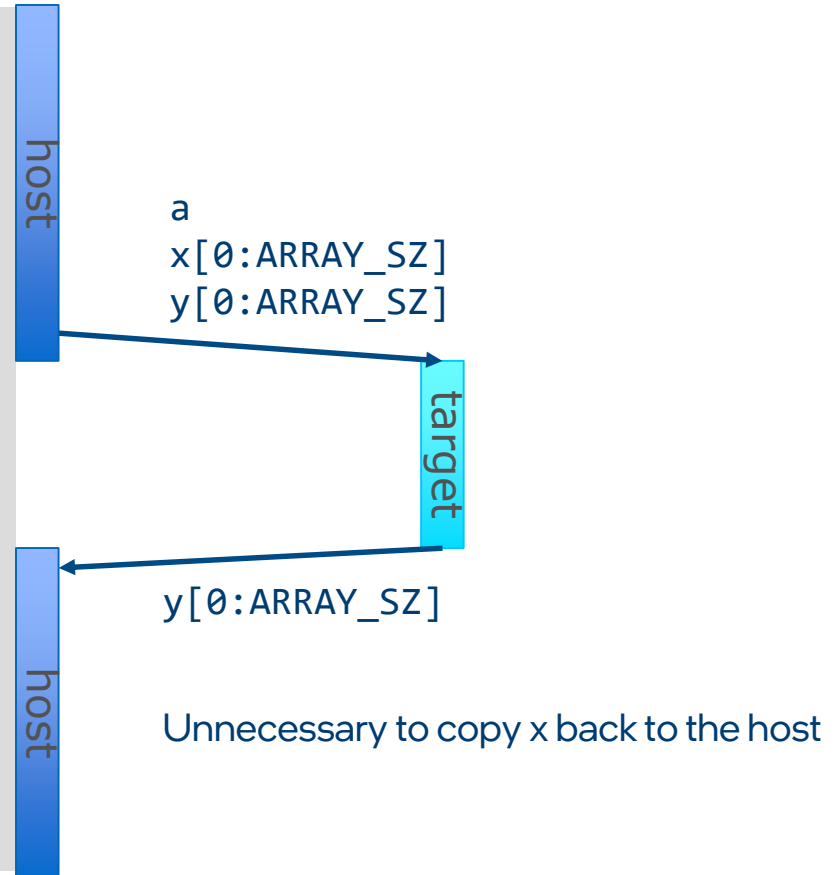 host
a
x[0:ARRAY_SZ]
y[0:ARRAY_SZ]
target
y[0:ARRAY_SZ]
host
Unnecessary to copy x back to the host